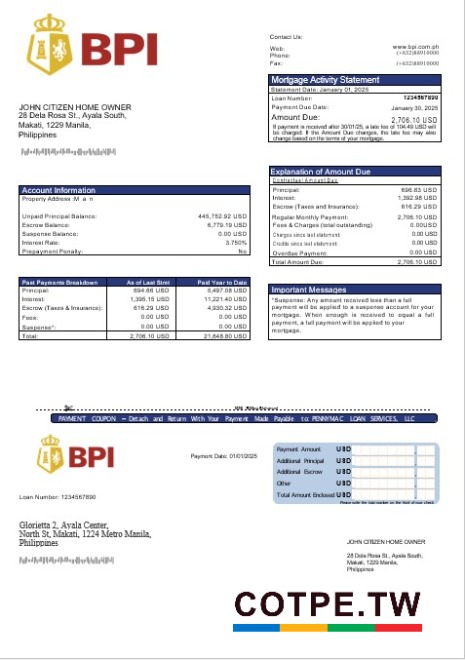 BPI
Contact Us:
Web: www.bpi.com.ph
Phone: (+632)88910000
Fax: (+632)88910000
Mortgage Activity Statement
Statement Date: January 01, 2025
Loan Number: 1234567890
Payment Due Date: January 30, 2025
Amount Due: 2,706.10 USD
If payment is received after 30/01/25, a late fee of 104.49 USD will
be charged. If the Amount Due changes, the late fee may also
change based on the terms of your mortgage.
JOHN CITIZEN HOME OWNER
28 Dela Rosa St., Ayala South,
Makati, 1229 Manila,
Philippines
Account Information
Property Address :M a n
Unpaid Principal Balance: 445,752.92 USD
Escrow Balance: 6,779.19 USD
Suspense Balance: 0.00 USD
Interest Rate: 3.750%
Prepayment Penalty: No
Explanation of Amount Due
Contractual Amount Due
Principal: 696.83 USD
Interest: 1,392.98 USD
Escrow (Taxes and Insurance): 616.29 USD
Regular Monthly Payment: 2,706.10 USD
Fees & Charges (total outstanding) 0.00USD
Charges since last statement: 0.00 USD
Credits since last statement: 0.00 USD
Overdue Payment: 0.00 USD
Total Amount Due: 2,706.10 USD
Past Payments Breakdown As of Last Stmt Paid Year to Date
Principal: 694.66 USD 5,497.08 USD
Interest: 1,395.15 USD 11,221.40 USD
Escrow (Taxes & Insurance): 616.29 USD 4,930.32 USD
Fees: 0.00 USD 0.00 USD
Suspense*: 0.00 USD 0.00 USD
Total: 2,706.10 USD 21,648.80 USD
Important Messages
*Suspense: Any amount received less than a full
payment will be applied to a suspense account for your
mortgage. When enough is received to equal a full
payment, a full payment will be applied to your
mortgage.
PAYMENT COUPON – Detach and Return With Your Payment Made Payable to: PENNYMAC LOAN SERVICES, LLC
BPI
Payment Date: 01/01/2025
Payment Amount USD
Additional Principal USD
Additional Escrow USD
Other USD
Total Amount Enclosed USD
Loan Number: 1234567890
Glorietta 2, Ayala Center,
North St, Makati, 1224 Metro Manila,
Philippines
JOHN CITIZEN HOME OWNER
28 Dela Rosa St., Ayala South,
Makati, 1229 Manila,
Philippines
COTPE.TW